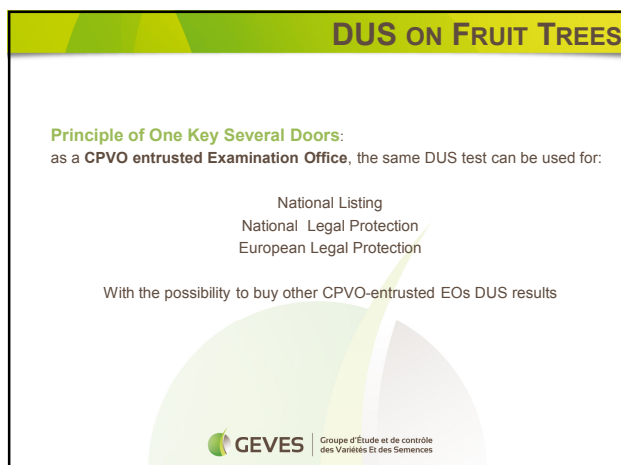 DUS ON FRUIT TREES
Principle of One Key Several Doors:
as a CPVO entrusted Examination Office, the same DUS test can be used for:
National Listing
National Legal Protection
European Legal Protection
With the possibility to buy other CPVO-entrusted EOs DUS results
GEVES
Groupe d'Étude et de contrôle
des Variétés Et des Semences